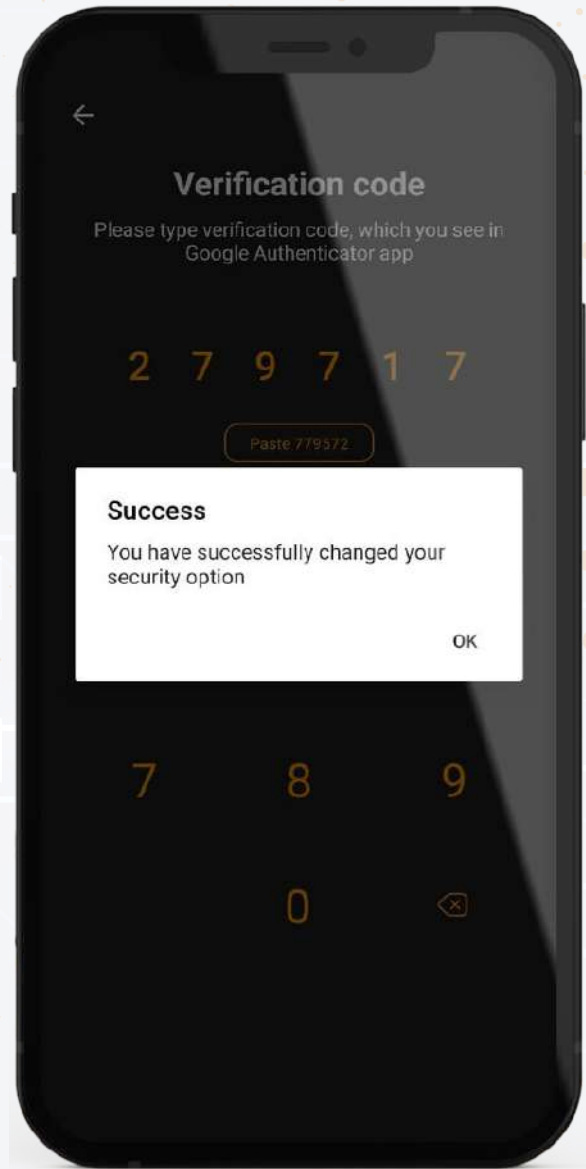 Verification code
Please type verification code, which you see in
Google Authenticator app
2 7 9 7 1 7
Paste 779572
Success
You have successfully changed your
security option
OK
7 8 9
0